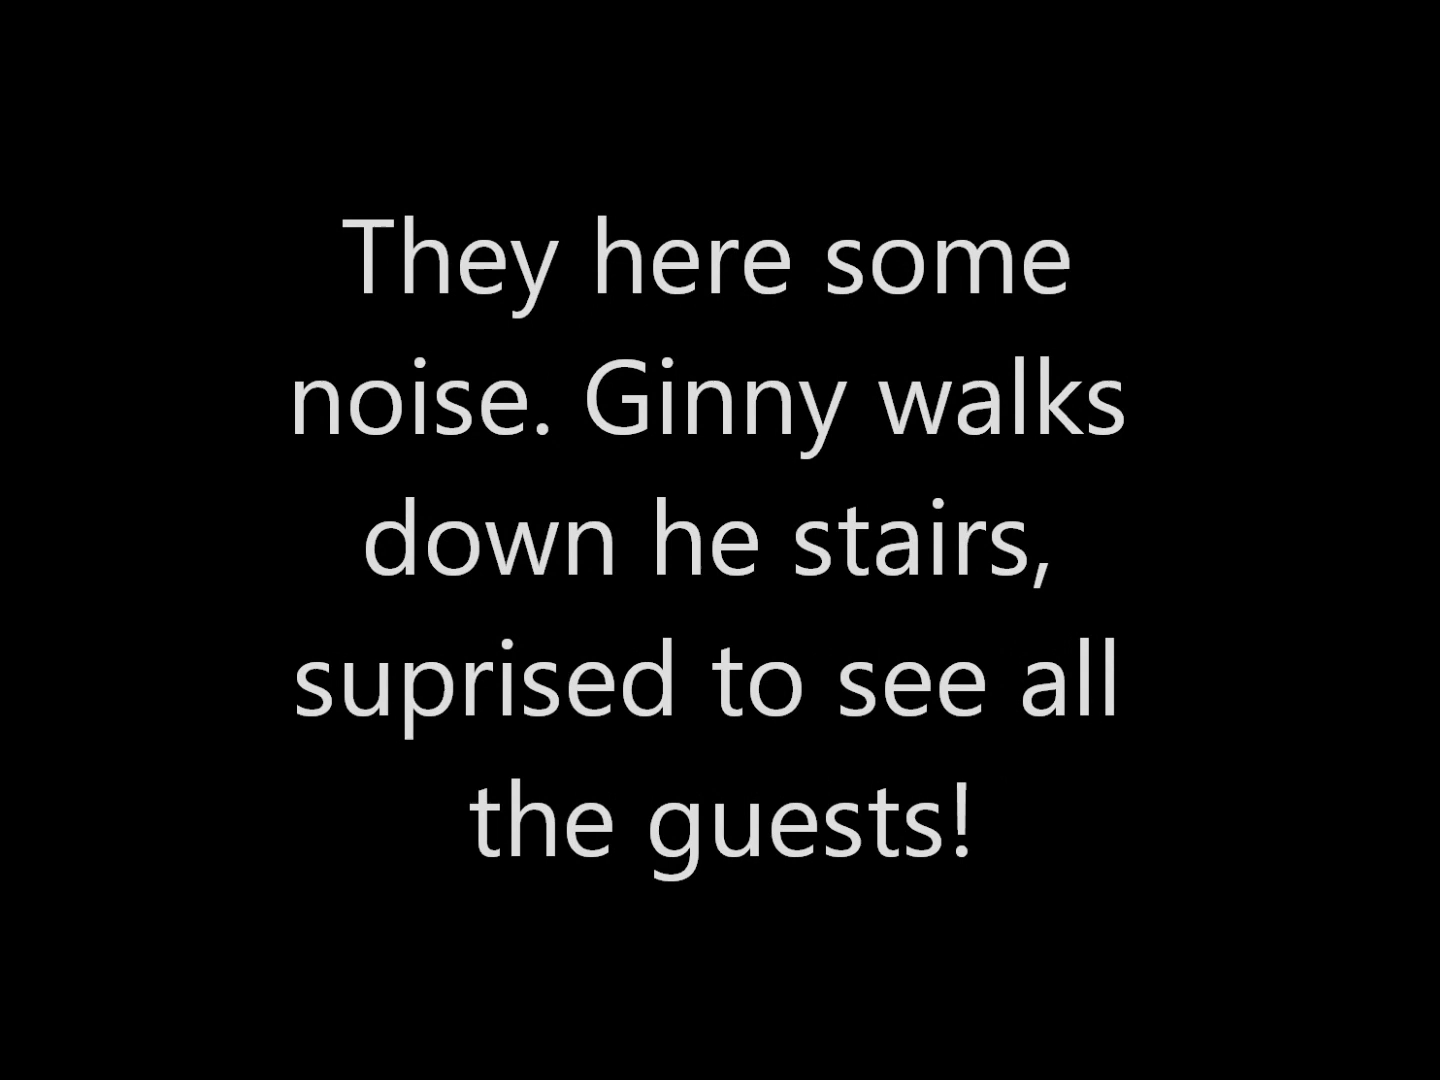 They here some
noise. Ginny walks
down he stairs,
suprised to see all
the guests!